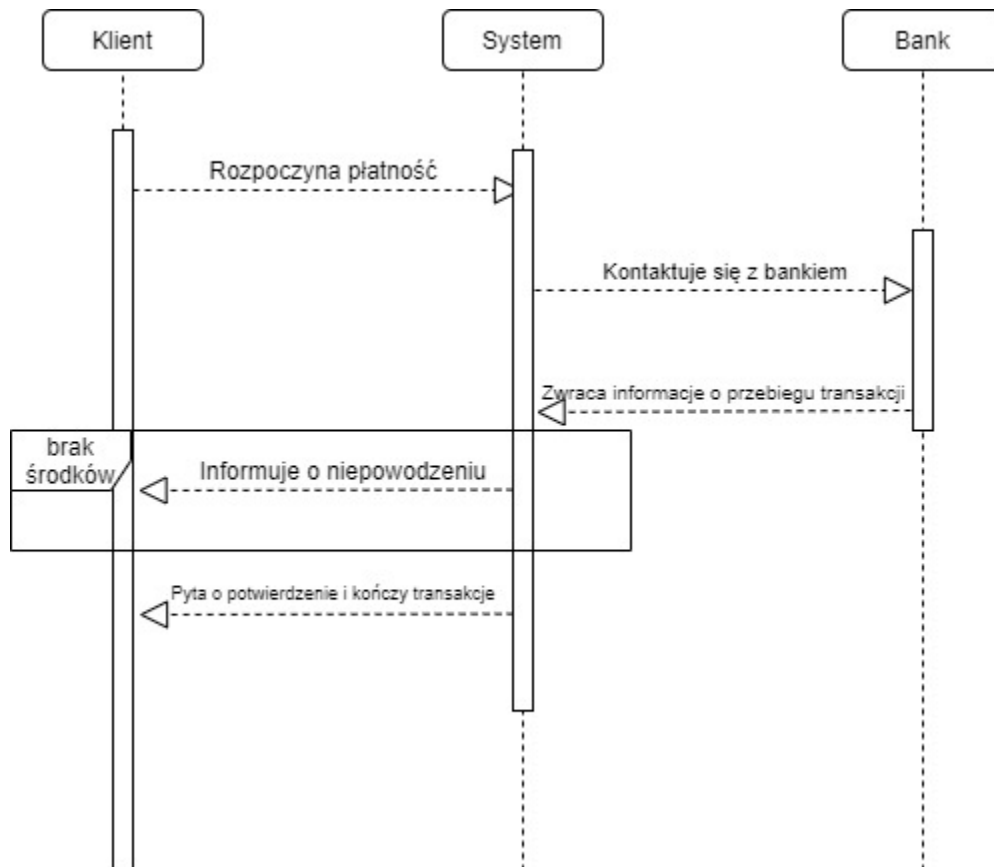 Klient
System
Bank
Rozpoczyna płatność
Kontaktuje się z bankiem
Zwraca informacje o przebiegu transakcji
brak
środków
Informuje o niepowodzeniu
Pyta o potwierdzenie i kończy transakcje